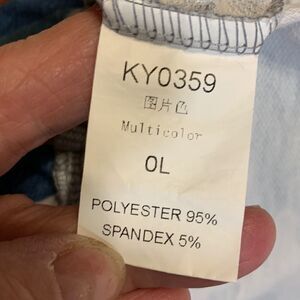 KY0359
图片色
Multicolor
0L
POLYESTER 95%
SPANDEX 5%